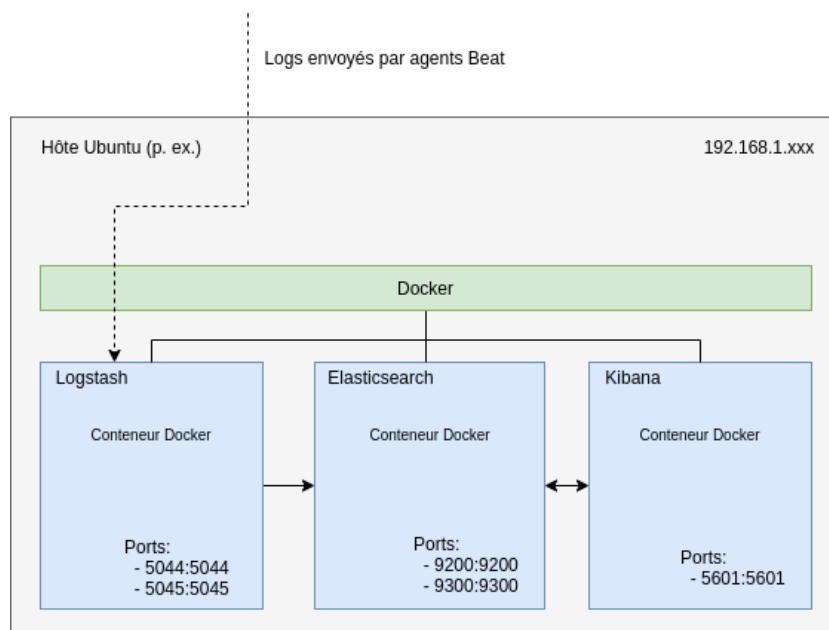 Logs envoyés par agents Beat
Hôte Ubuntu (p. ex.)
192.168.1.xxx
Docker
Logstash
Conteneur Docker
Ports:
- 5044:5044
- 5045:5045
Elasticsearch
Conteneur Docker
Ports:
- 9200:9200
- 9300:9300
Kibana
Conteneur Docker
Ports:
- 5601:5601